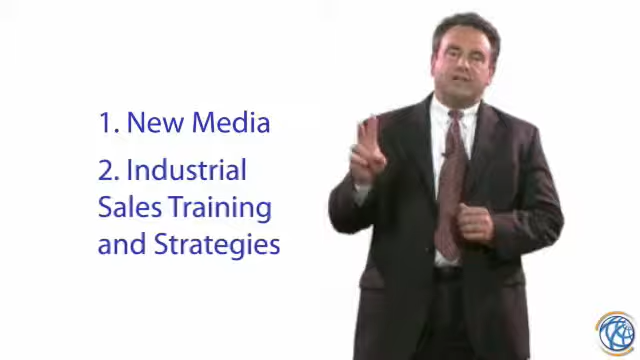 1. New Media
2. Industrial
Sales Training
and Strategies